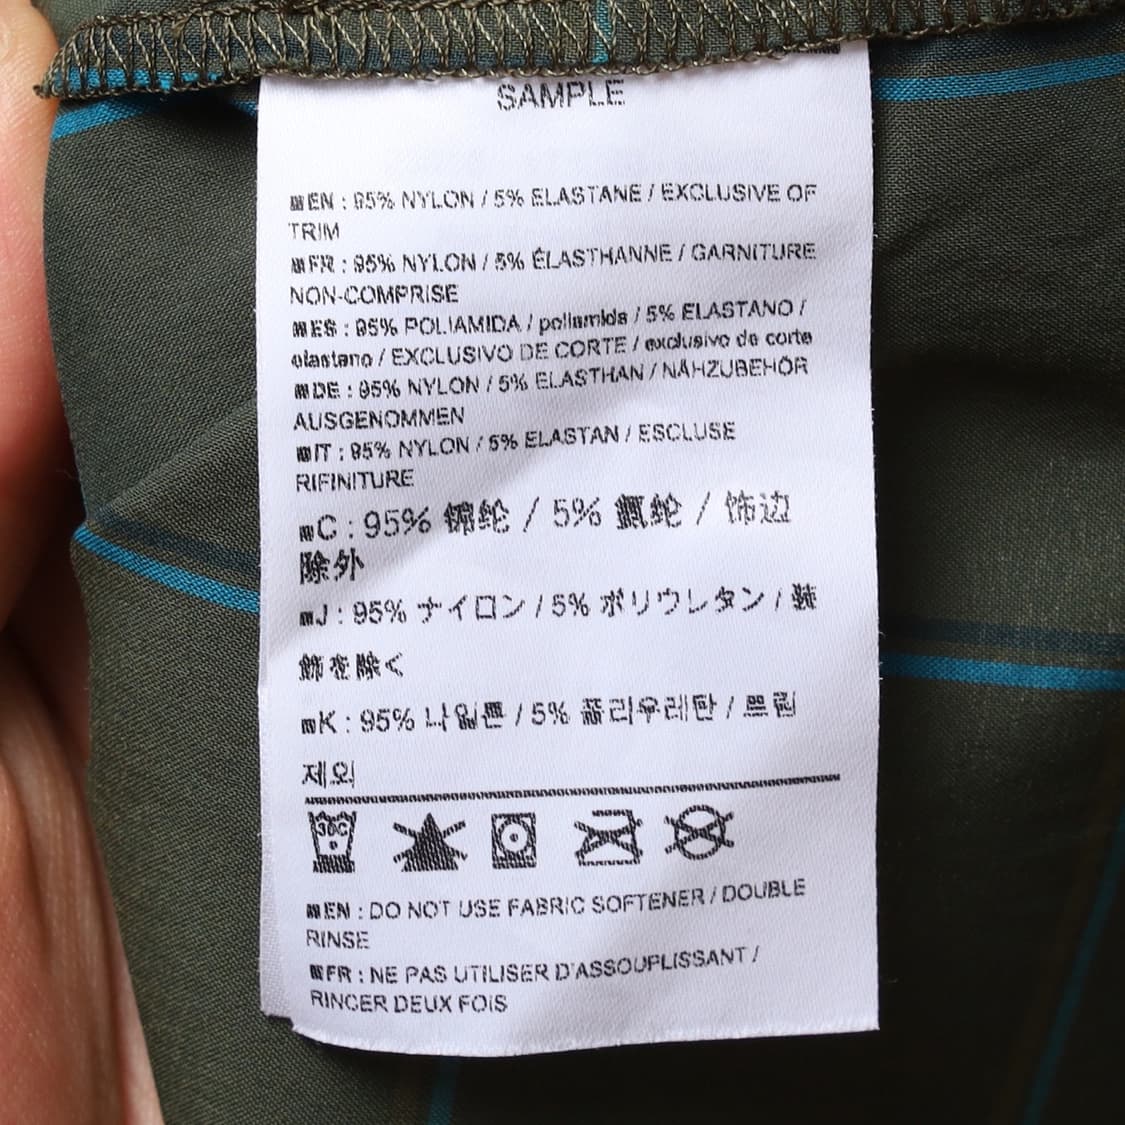 SAMPLE
EN : 95% NYLON / 5% ELASTANE / EXCLUSIVE OF
TRIM
FR : 95% NYLON / 5% ÉLASTHANNE / GARNITURE
NON-COMPRISE
ES : 95% POLIAMIDA / poliamida / 5% ELASTANO /
elastano / EXCLUSIVO DE CORTE / exclusivo de corte
DE : 95% NYLON / 5% ELASTHAN / NÄHZUBEHÖR
AUSGENOMMEN
IT : 95% NYLON / 5% ELASTAN / ESCLUSE
RIFINITURE
C : 95% 锦纶 / 5% 氨纶 / 饰边
除外
J : 95% ナイロン / 5% ポリウレタン / 装
飾を除く
K : 95% 나일론 / 5% 폴리우레탄 / 트림
제외
30C
EN : DO NOT USE FABRIC SOFTENER / DOUBLE
RINSE
FR : NE PAS UTILISER D'ASSOUPLISSANT /
RINCER DEUX FOIS